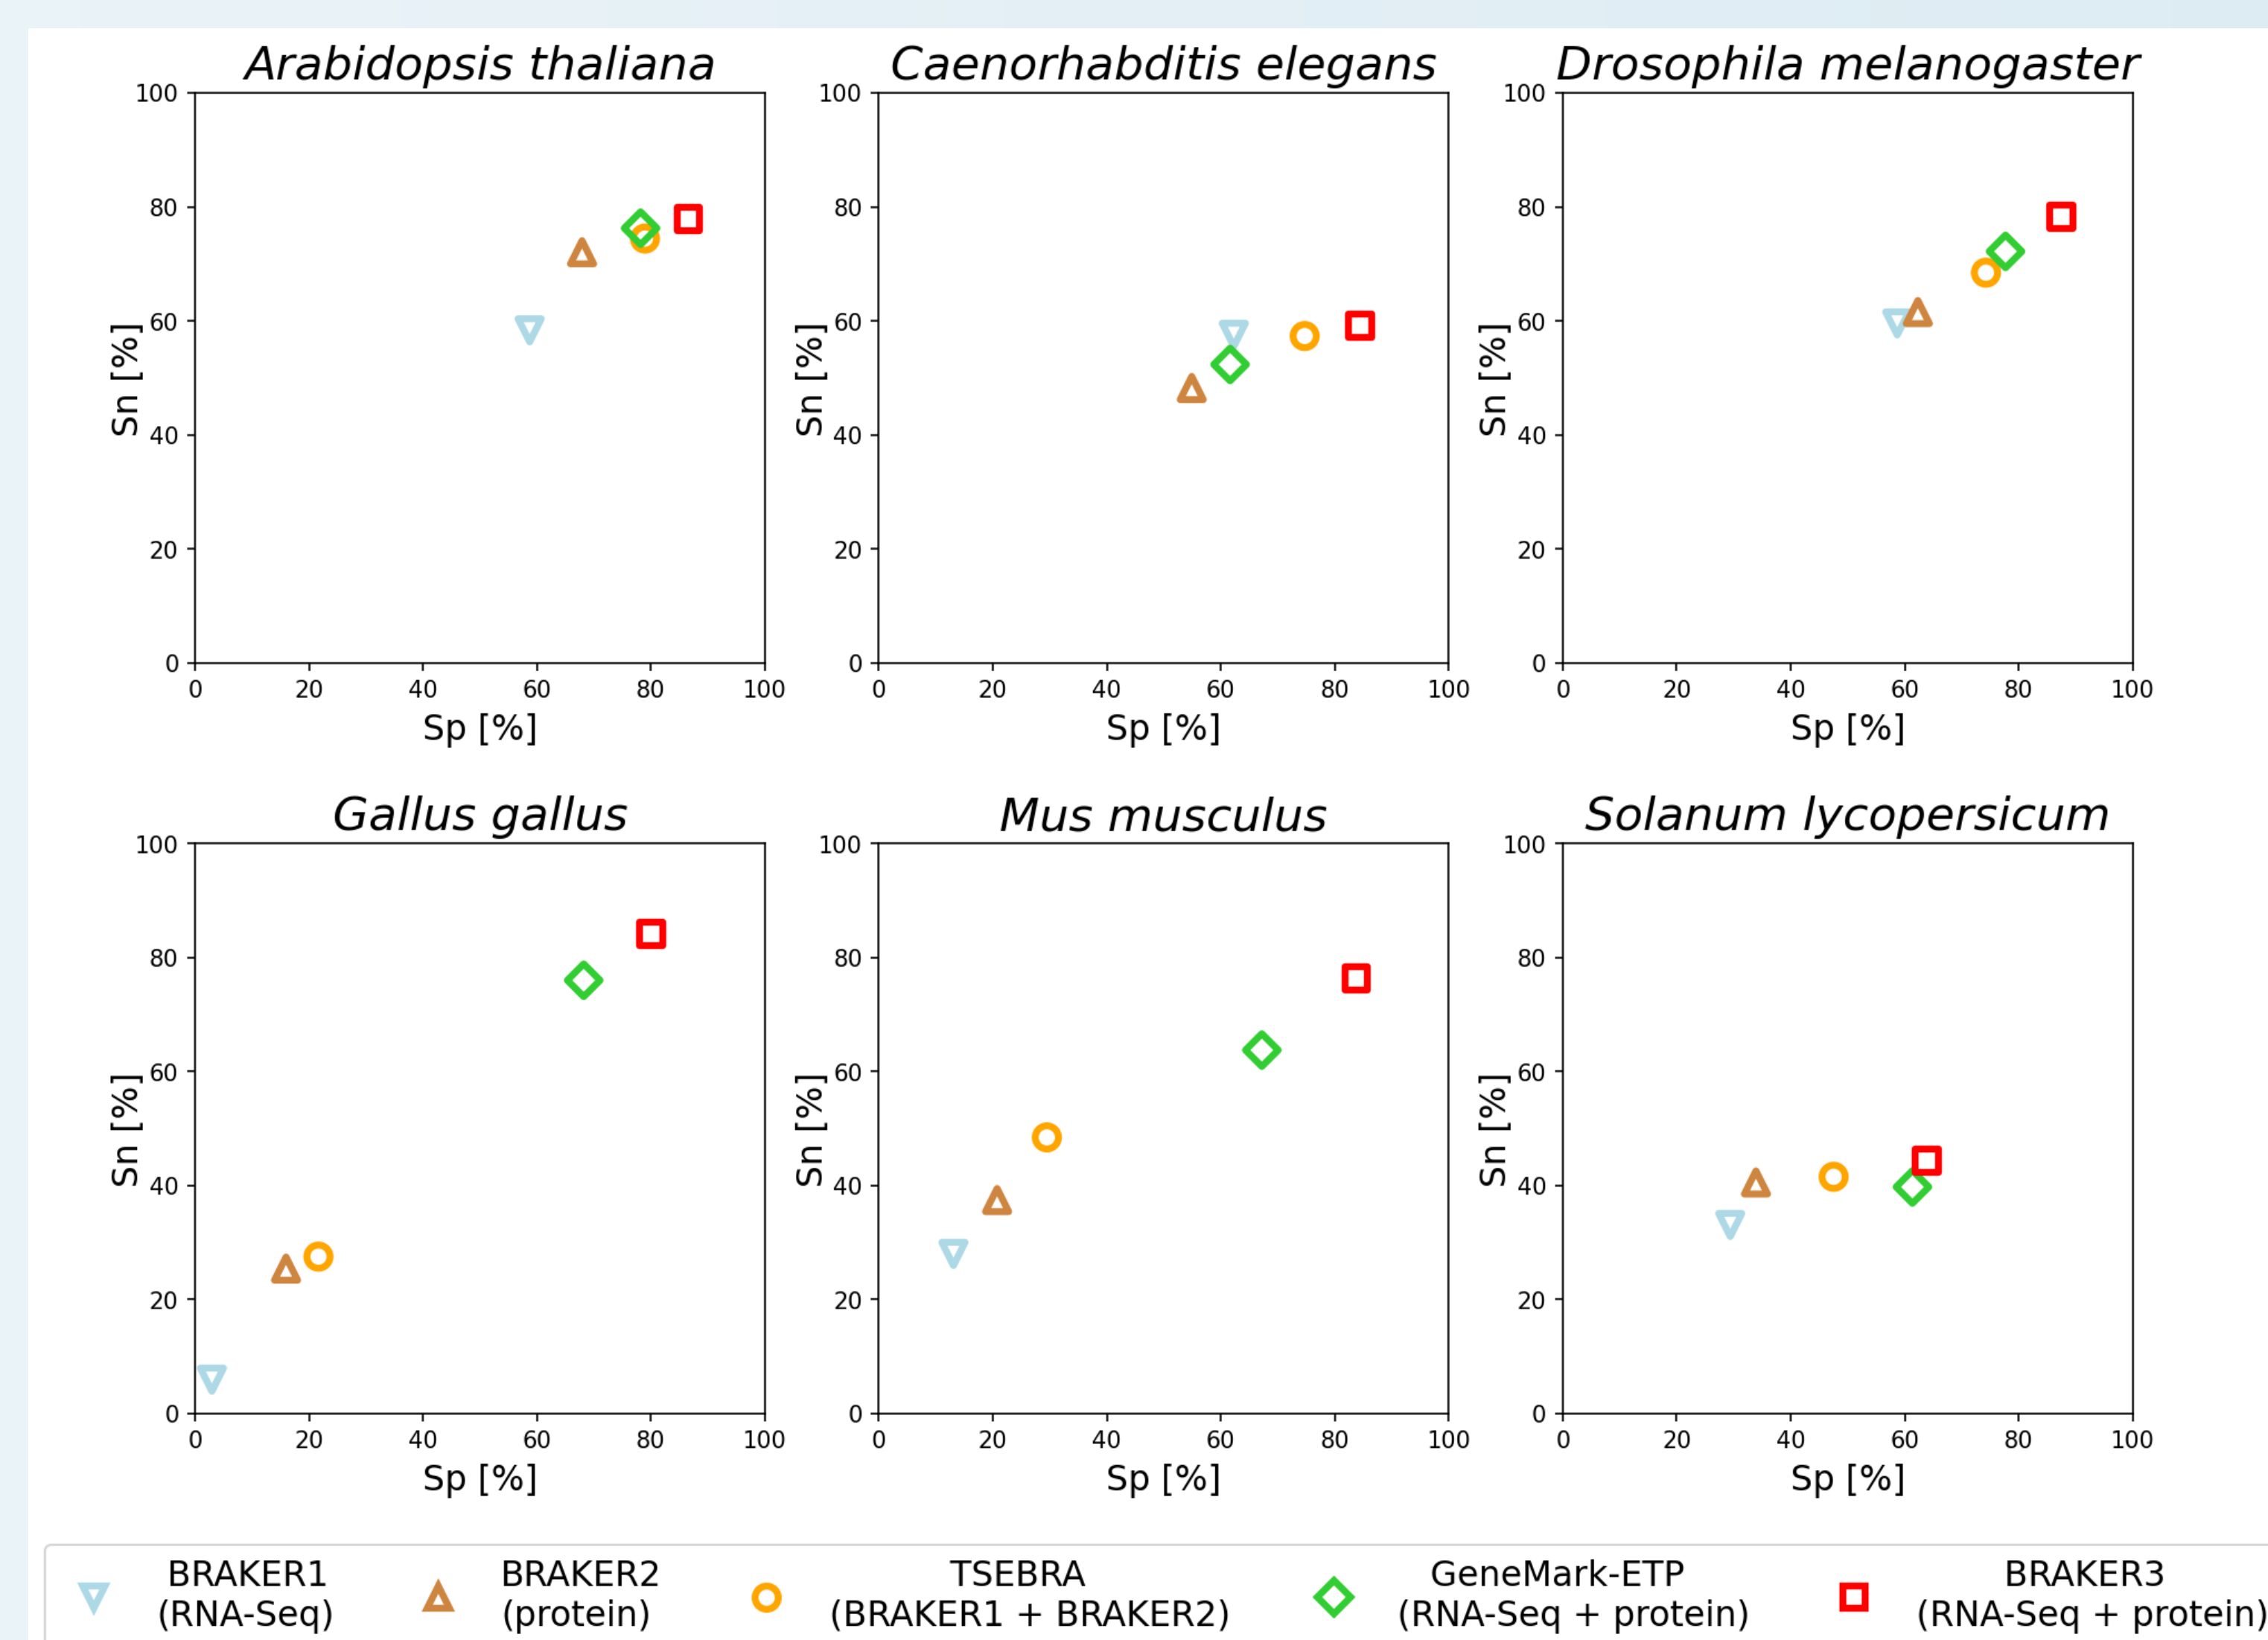 Arabidopsis thaliana
Caenorhabditis elegans
Drosophila melanogaster
100
80
60
40
20
0
Sn [%]
0 20 40 60 80 100
Sp [%]
100
80
60
40
20
0
Sn [%]
0 20 40 60 80 100
Sp [%]
100
80
60
40
20
0
Sn [%]
0 20 40 60 80 100
Sp [%]
Gallus gallus
Mus musculus
Solanum lycopersicum
100
80
60
40
20
0
Sn [%]
0 20 40 60 80 100
Sp [%]
100
80
60
40
20
0
Sn [%]
0 20 40 60 80 100
Sp [%]
100
80
60
40
20
0
Sn [%]
0 20 40 60 80 100
Sp [%]
BRAKER1
(RNA-Seq)
BRAKER2
(protein)
TSEBRA
(BRAKER1 + BRAKER2)
GeneMark-ETP
(RNA-Seq + protein)
BRAKER3
(RNA-Seq + protein)